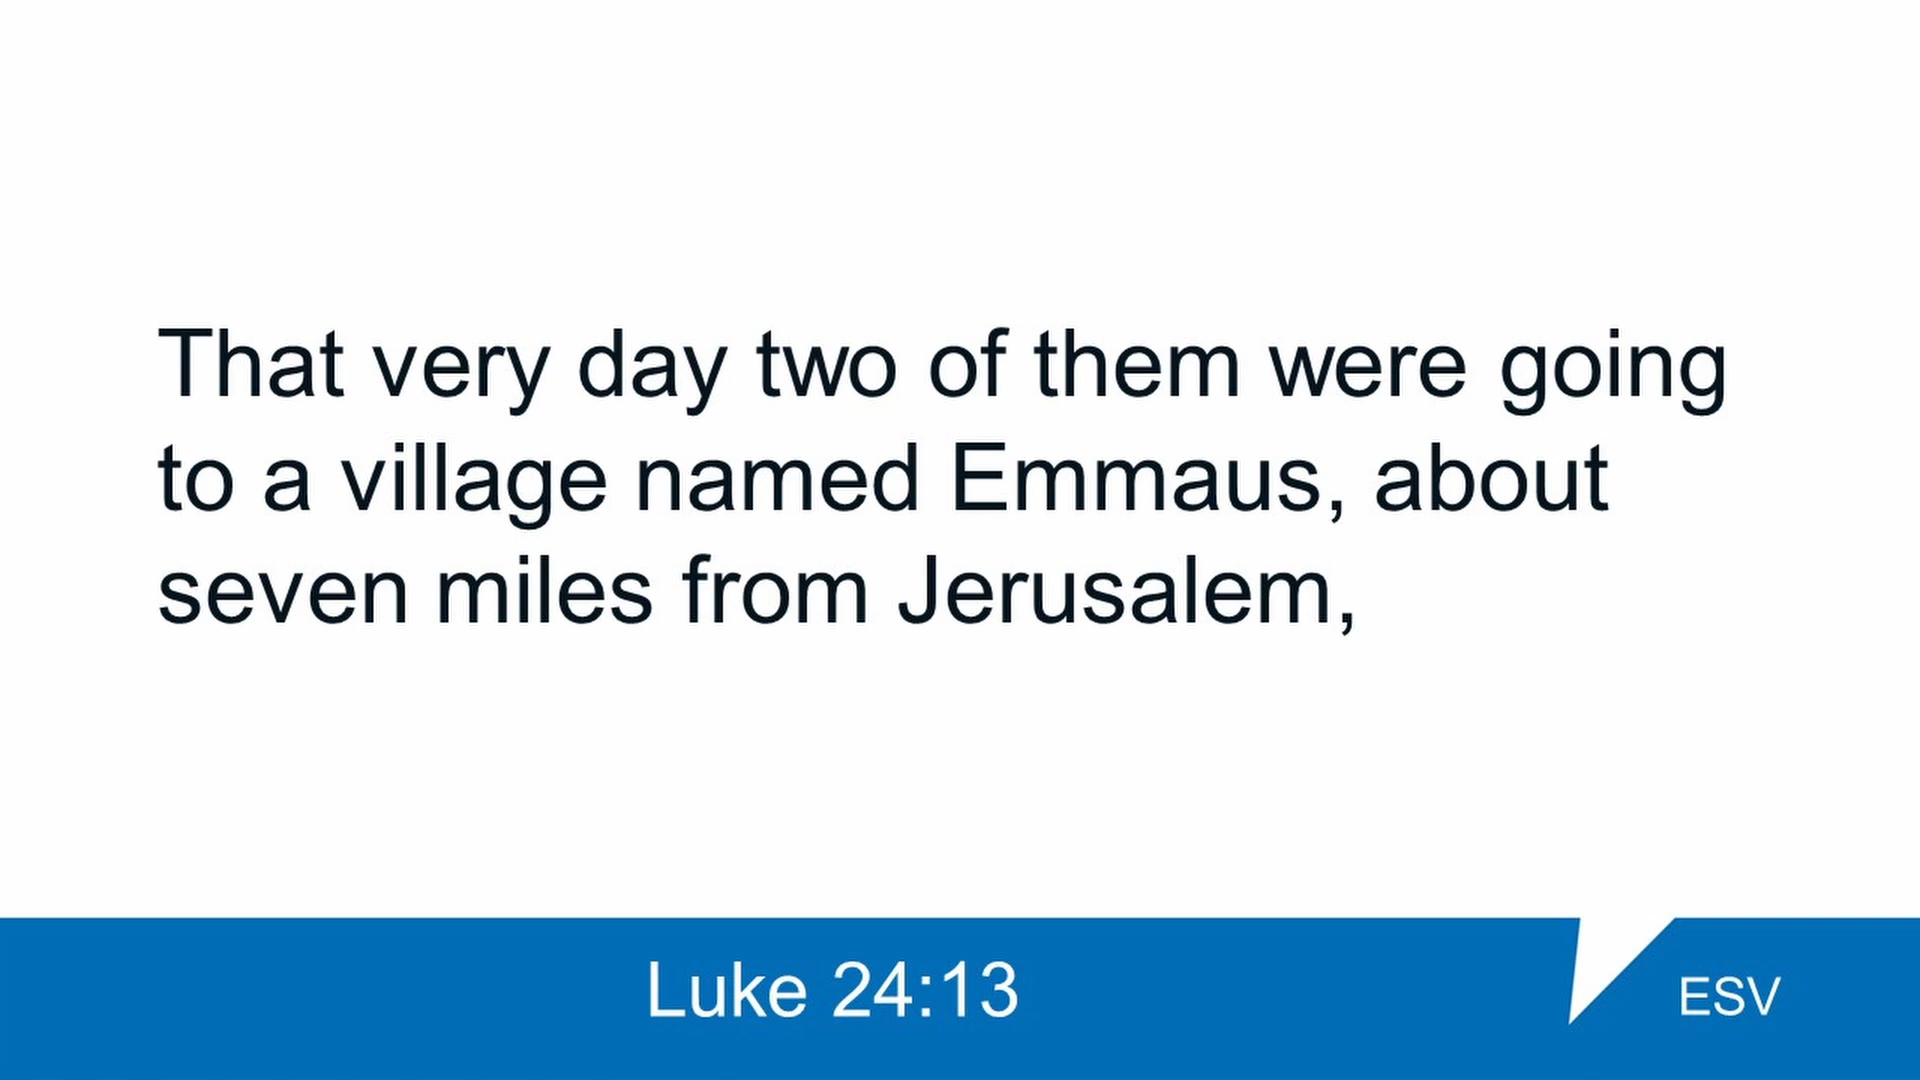 That very day two of them were going
to a village named Emmaus, about
seven miles from Jerusalem,
Luke 24:13
ESV